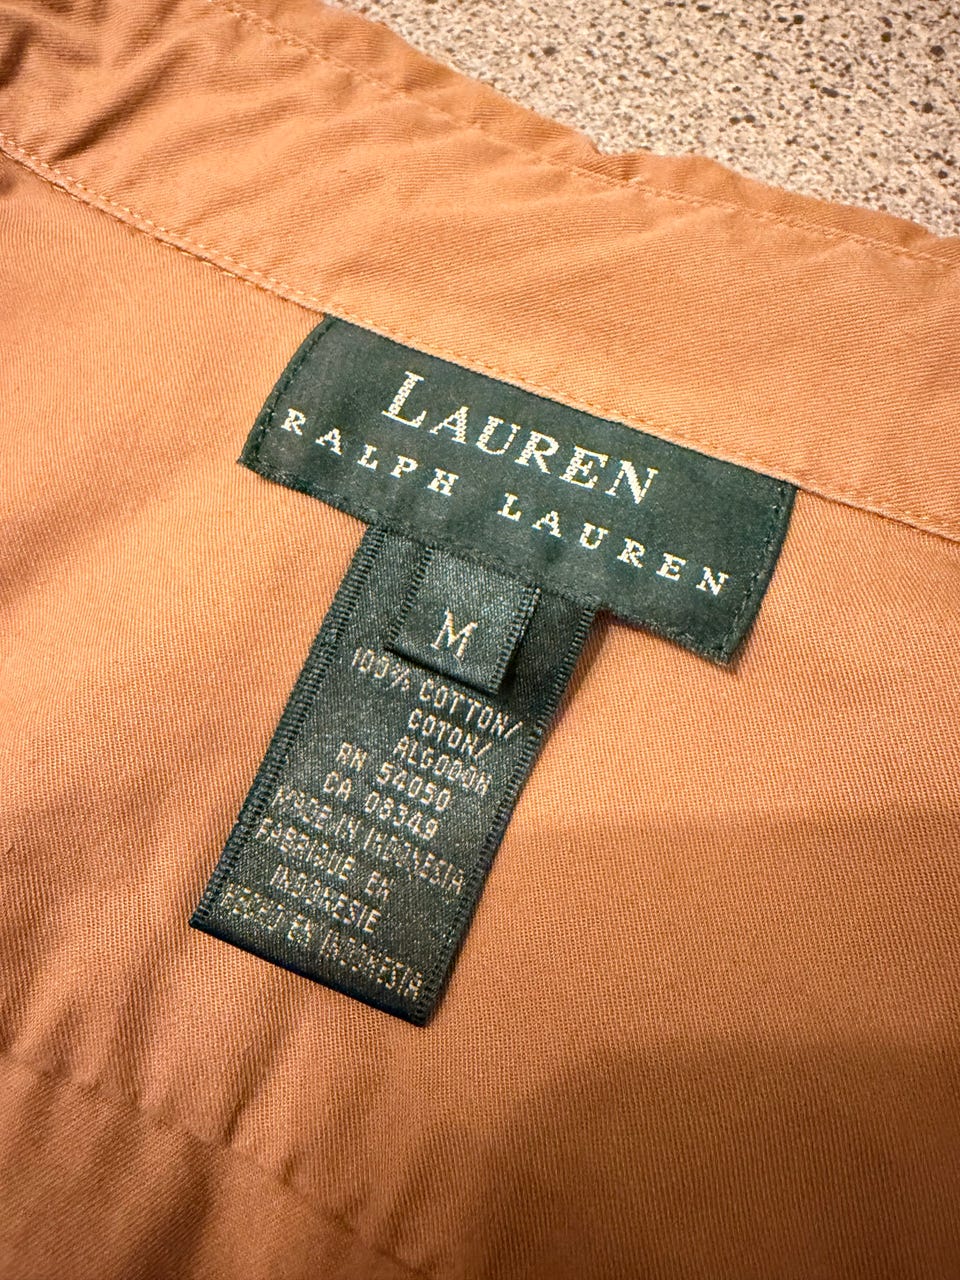 LAUREN
RALPH LAUREN
M
100% COTTON/
COTON/
ALGODON
RN 54050
CA 08349
MADE IN INDONESIA
FABRIQUE EN
INDONESIE
HECHO EN INDONESIA